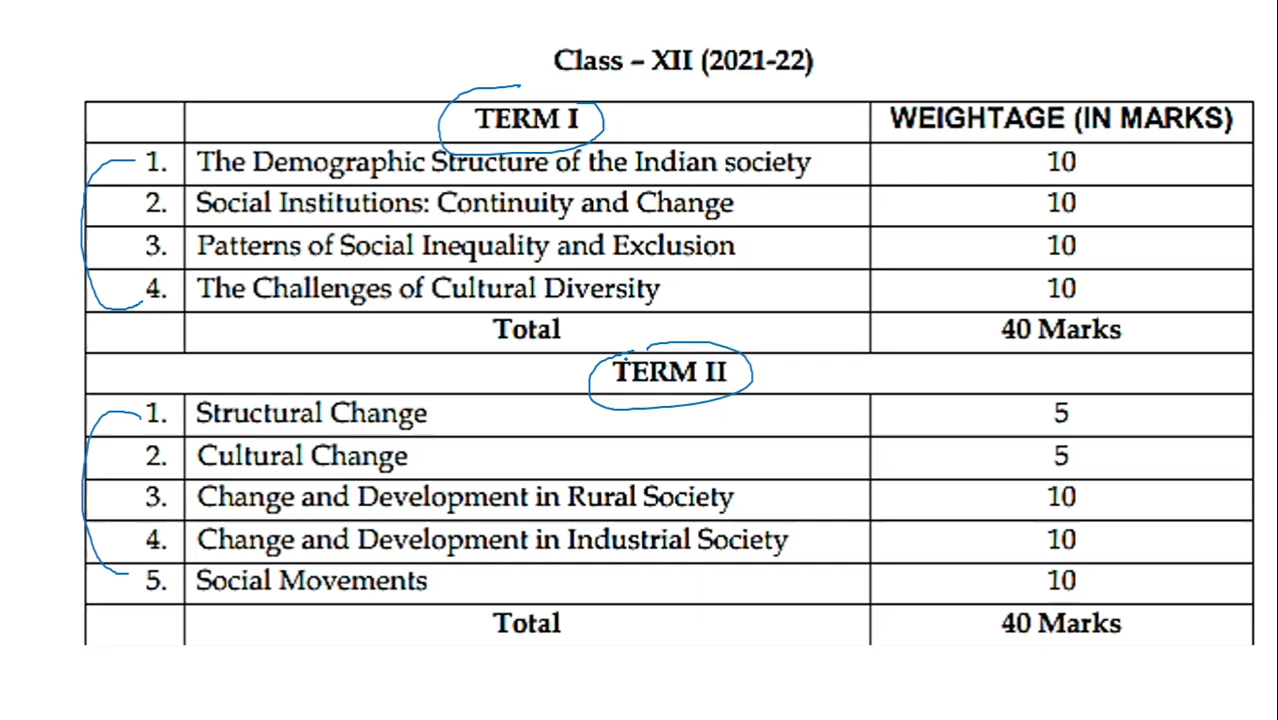 Class – XII (2021-22)
TERM I WEIGHTAGE (IN MARKS)
1. The Demographic Structure of the Indian society 10
2. Social Institutions: Continuity and Change 10
3. Patterns of Social Inequality and Exclusion 10
4. The Challenges of Cultural Diversity 10
Total 40 Marks
TERM II
1. Structural Change 5
2. Cultural Change 5
3. Change and Development in Rural Society 10
4. Change and Development in Industrial Society 10
5. Social Movements 10
Total 40 Marks